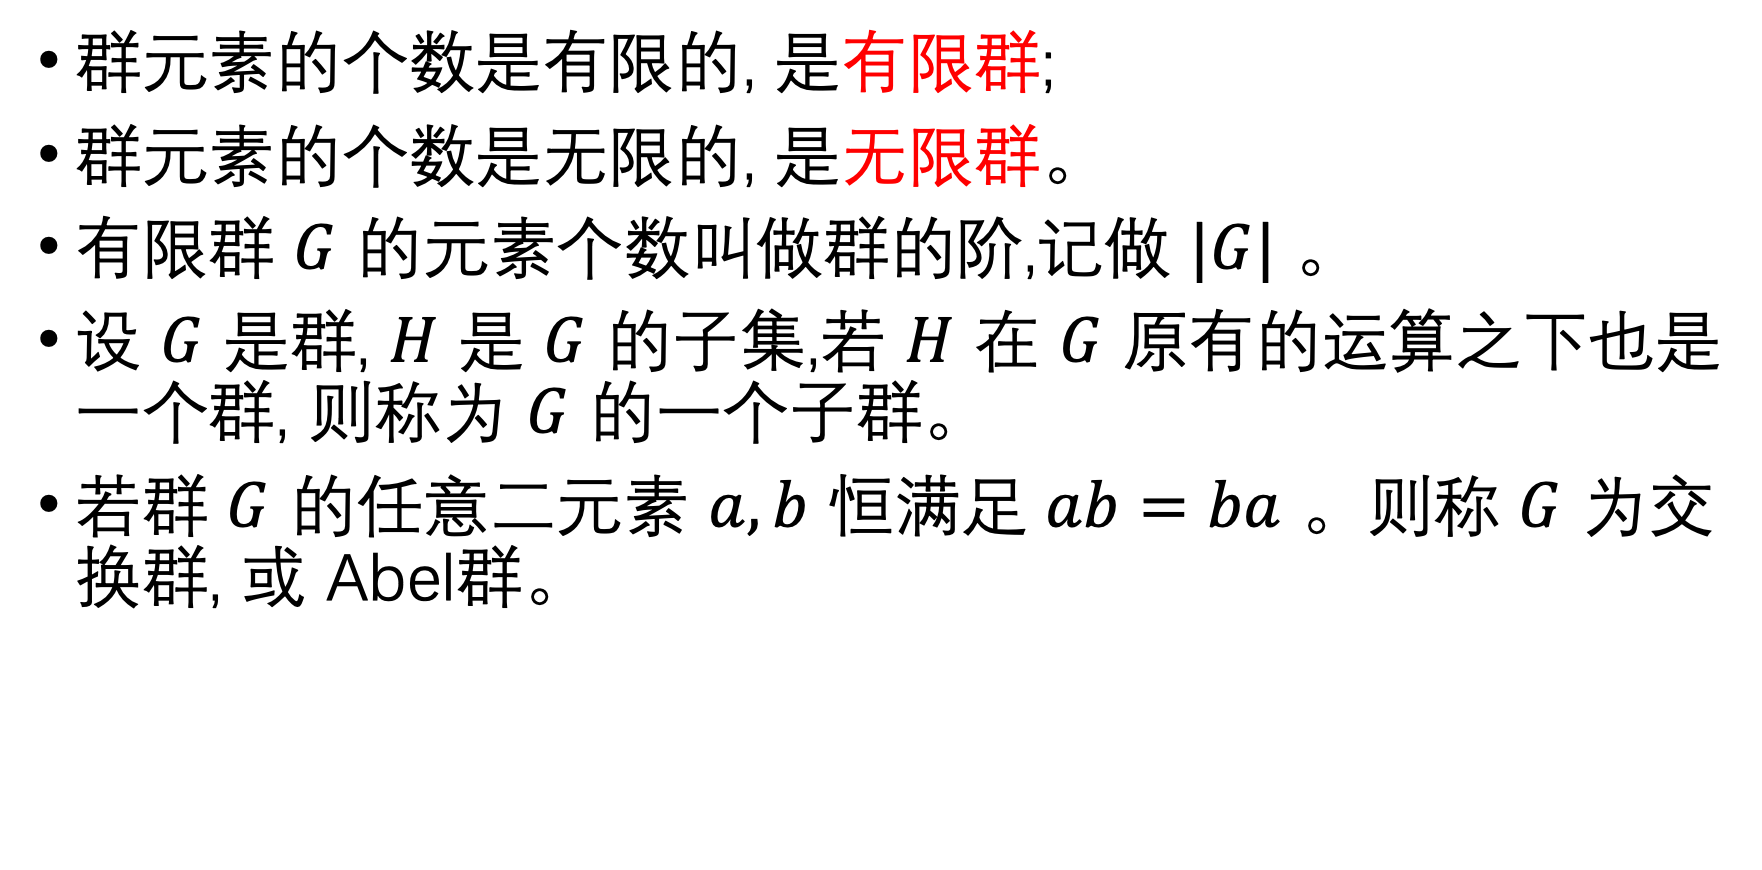 • 群元素的个数是有限的, 是有限群;
• 群元素的个数是无限的, 是无限群。
• 有限群 G 的元素个数叫做群的阶,记做 |G| 。
• 设 G 是群, H 是 G 的子集,若 H 在 G 原有的运算之下也是
一个群, 则称为 G 的一个子群。
• 若群 G 的任意二元素 a, b 恒满足 ab = ba 。则称 G 为交
换群, 或 Abel群。